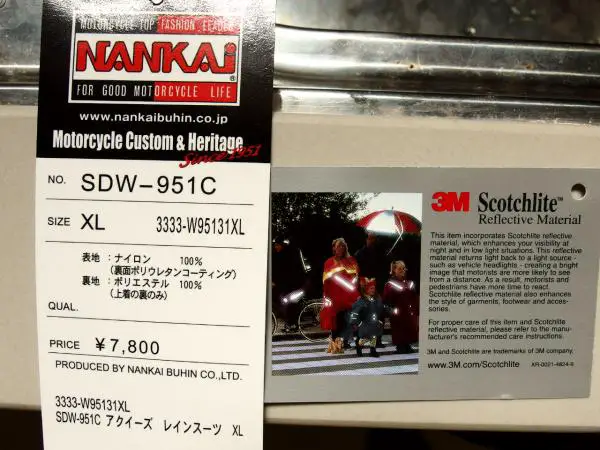 MOTORCYCLE TOP FASHION LEADER
NANKAI®
FOR GOOD MOTORCYCLE LIFE
www.nankaibuhin.co.jp
Motorcycle Custom & Heritage
Since 1951
NO. SDW-951C
SIZE XL 3333-W95131XL
表地 : ナイロン 100%
(裏面ポリウレタンコーティング)
裏地 : ポリエステル 100%
(上着の裏のみ)
QUAL.
PRICE ¥7,800
PRODUCED BY NANKAI BUHIN CO.,LTD.
3333-W95131XL
SDW-951C アクイーズ レインスーツ XL
3M Scotchlite™
Reflective Material
This item incorporates Scotchlite reflective
material, which enhances your visibility at
night and in low light situations. This reflective
material returns light back to a light source -
such as vehicle headlights - creating a bright
image that motorists are more likely to see
from a distance. As a result, motorists and
pedestrians have more time to react.
Scotchlite reflective material also enhances
the style of garments, footwear and acces-
sories.
For proper care of this item and Scotchlite
reflective material, please refer to the manu-
facturer's recommended care instructions.
3M and Scotchlite are trademarks of 3M company.
www.3M.com/Scotchlite XR-0021-4824-8